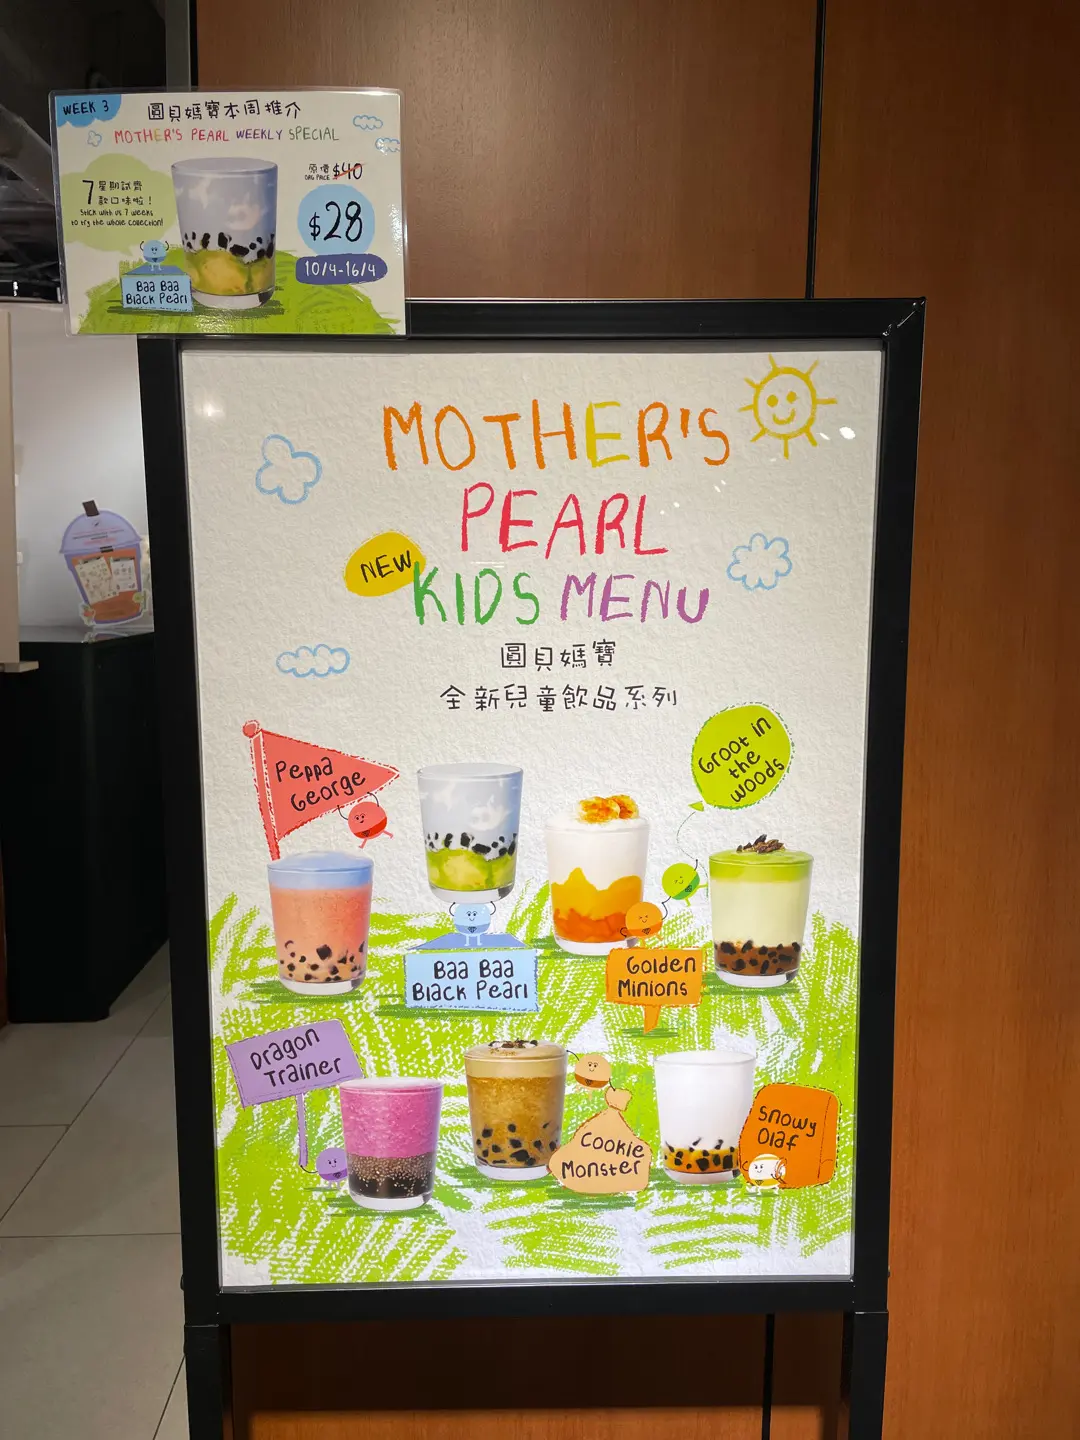 WEEK 3
圓貝媽寶本周推介
MOTHER'S PEARL WEEKLY SPECIAL
7星期試齊
款口味啦！
Stick with us 7 weeks
to try the whole collection!
原價 $40
ORG PRICE
$28
10/4-16/4
Baa Baa
Black Pearl
MOTHER'S
PEARL
NEW
KIDS MENU
圓貝媽寶
全新兒童飲品系列
Peppa
George
Groot in
the
woods
Baa Baa
Black Pearl
Golden
Minions
Dragon
Trainer
Cookie
Monster
Snowy
Olaf